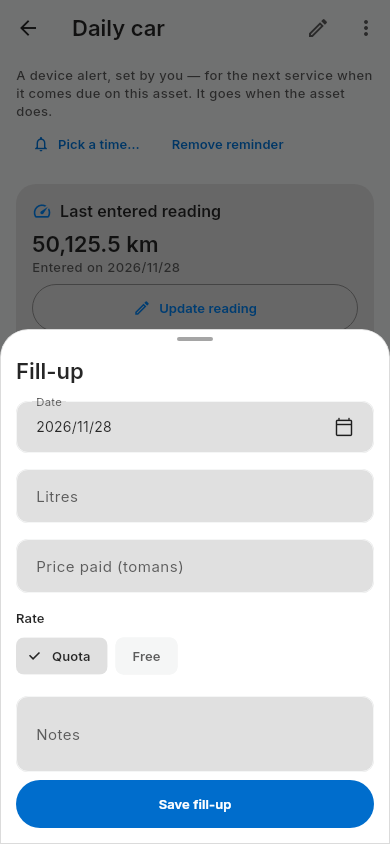 Daily car
A device alert, set by you — for the next service when
it comes due on this asset. It goes when the asset
does.
Pick a time...
Remove reminder
Last entered reading
50,125.5 km
Entered on 2026/11/28
Update reading
Fill-up
Date
2026/11/28
Litres
Price paid (tomans)
Rate
Quota
Free
Notes
Save fill-up